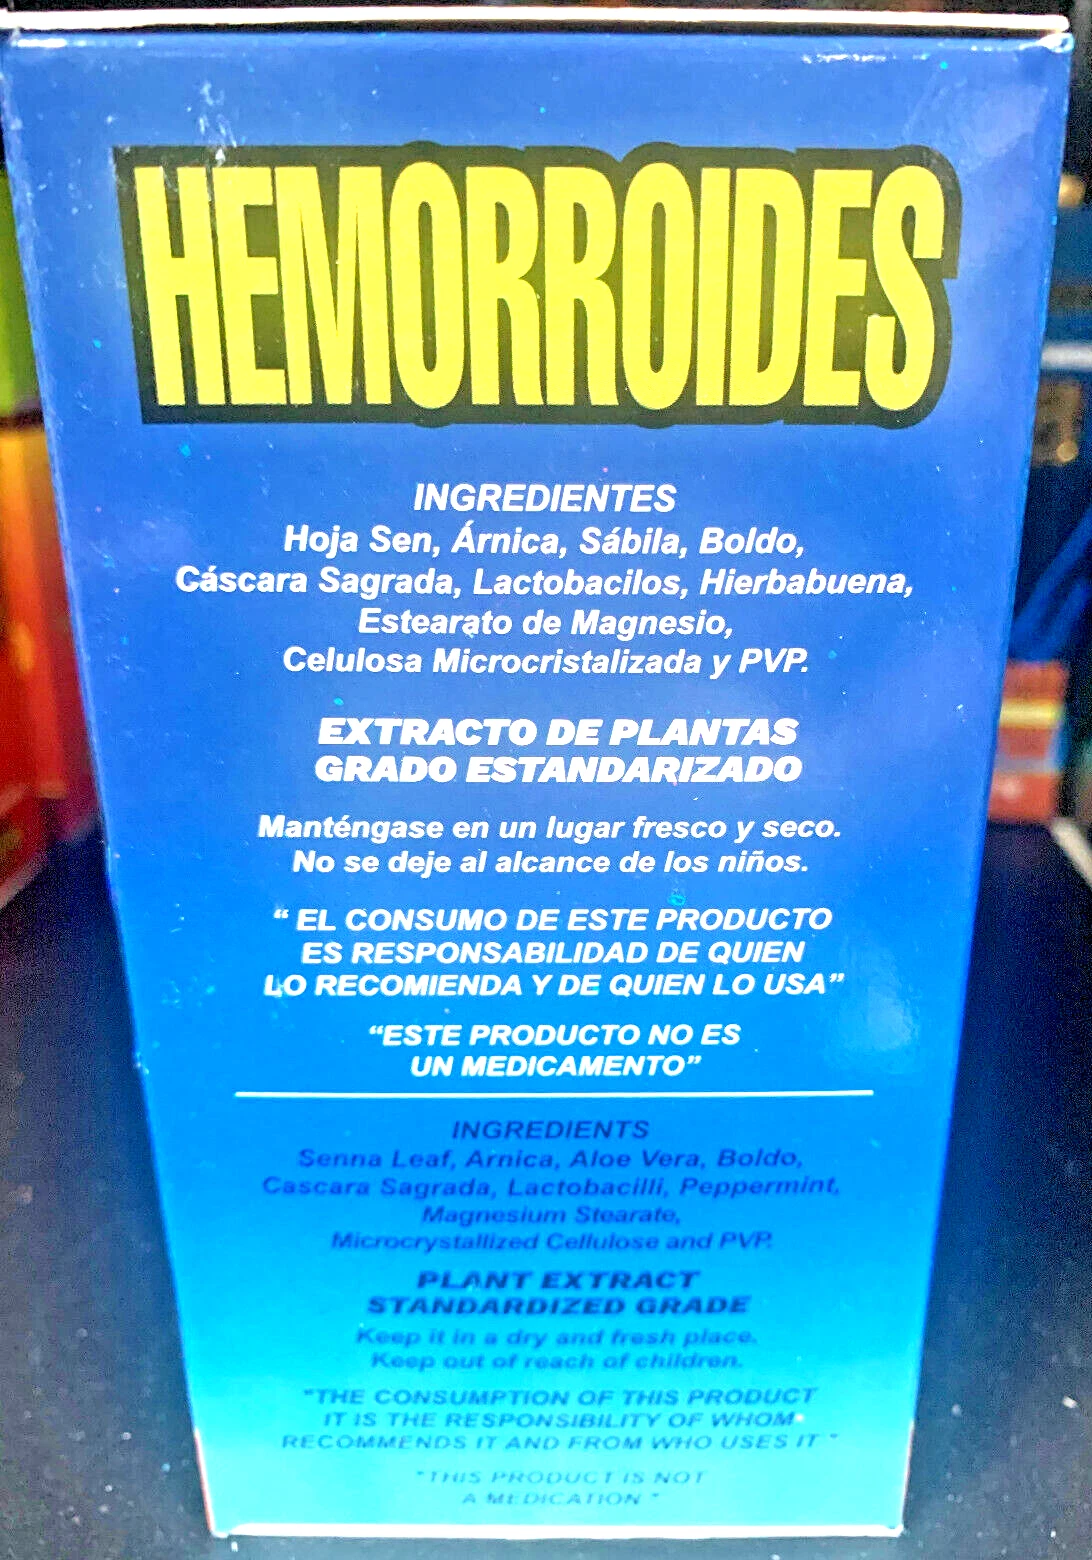 HEMORROIDES
INGREDIENTES
Hoja Sen, Árnica, Sábila, Boldo,
Cáscara Sagrada, Lactobacilos, Hierbabuena,
Estearato de Magnesio,
Celulosa Microcristalizada y PVP.
EXTRACTO DE PLANTAS
GRADO ESTANDARIZADO
Manténgase en un lugar fresco y seco.
No se deje al alcance de los niños.
“ EL CONSUMO DE ESTE PRODUCTO
ES RESPONSABILIDAD DE QUIEN
LO RECOMIENDA Y DE QUIEN LO USA”
“ESTE PRODUCTO NO ES
UN MEDICAMENTO”
INGREDIENTS
Senna Leaf, Arnica, Aloe Vera, Boldo,
Cascara Sagrada, Lactobacilli, Peppermint,
Magnesium Stearate,
Microcrystallized Cellulose and PVP.
PLANT EXTRACT
STANDARDIZED GRADE
Keep it in a dry and fresh place.
Keep out of reach of children.
"THE CONSUMPTION OF THIS PRODUCT
IT IS THE RESPONSIBILITY OF WHOM
RECOMMENDS IT AND FROM WHO USES IT "
"THIS PRODUCT IS NOT
A MEDICATION "